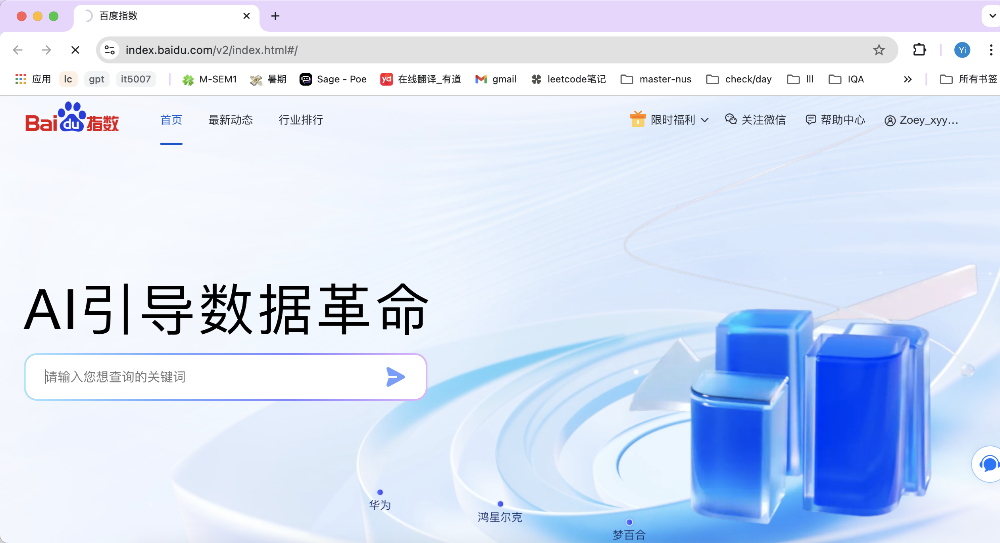 百度指数
index.baidu.com/v2/index.html#/
Yi
应用 lc gpt it5007 M-SEM1 暑期 Sage - Poe yd 在线翻译_有道 gmail leetcode笔记 master-nus check/day lll IQA 所有书签
Baidu指数 首页 最新动态 行业排行 限时福利 关注微信 帮助中心 Zoey_xyy...
AI引导数据革命
请输入您想查询的关键词
华为
鸿星尔克
梦百合